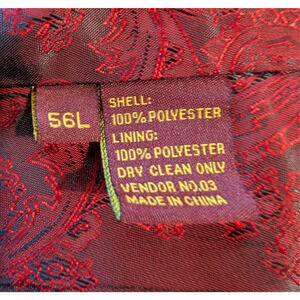 56L
SHELL:
100% POLYESTER
LINING:
100% POLYESTER
DRY CLEAN ONLY
VENDOR NO.03
MADE IN CHINA